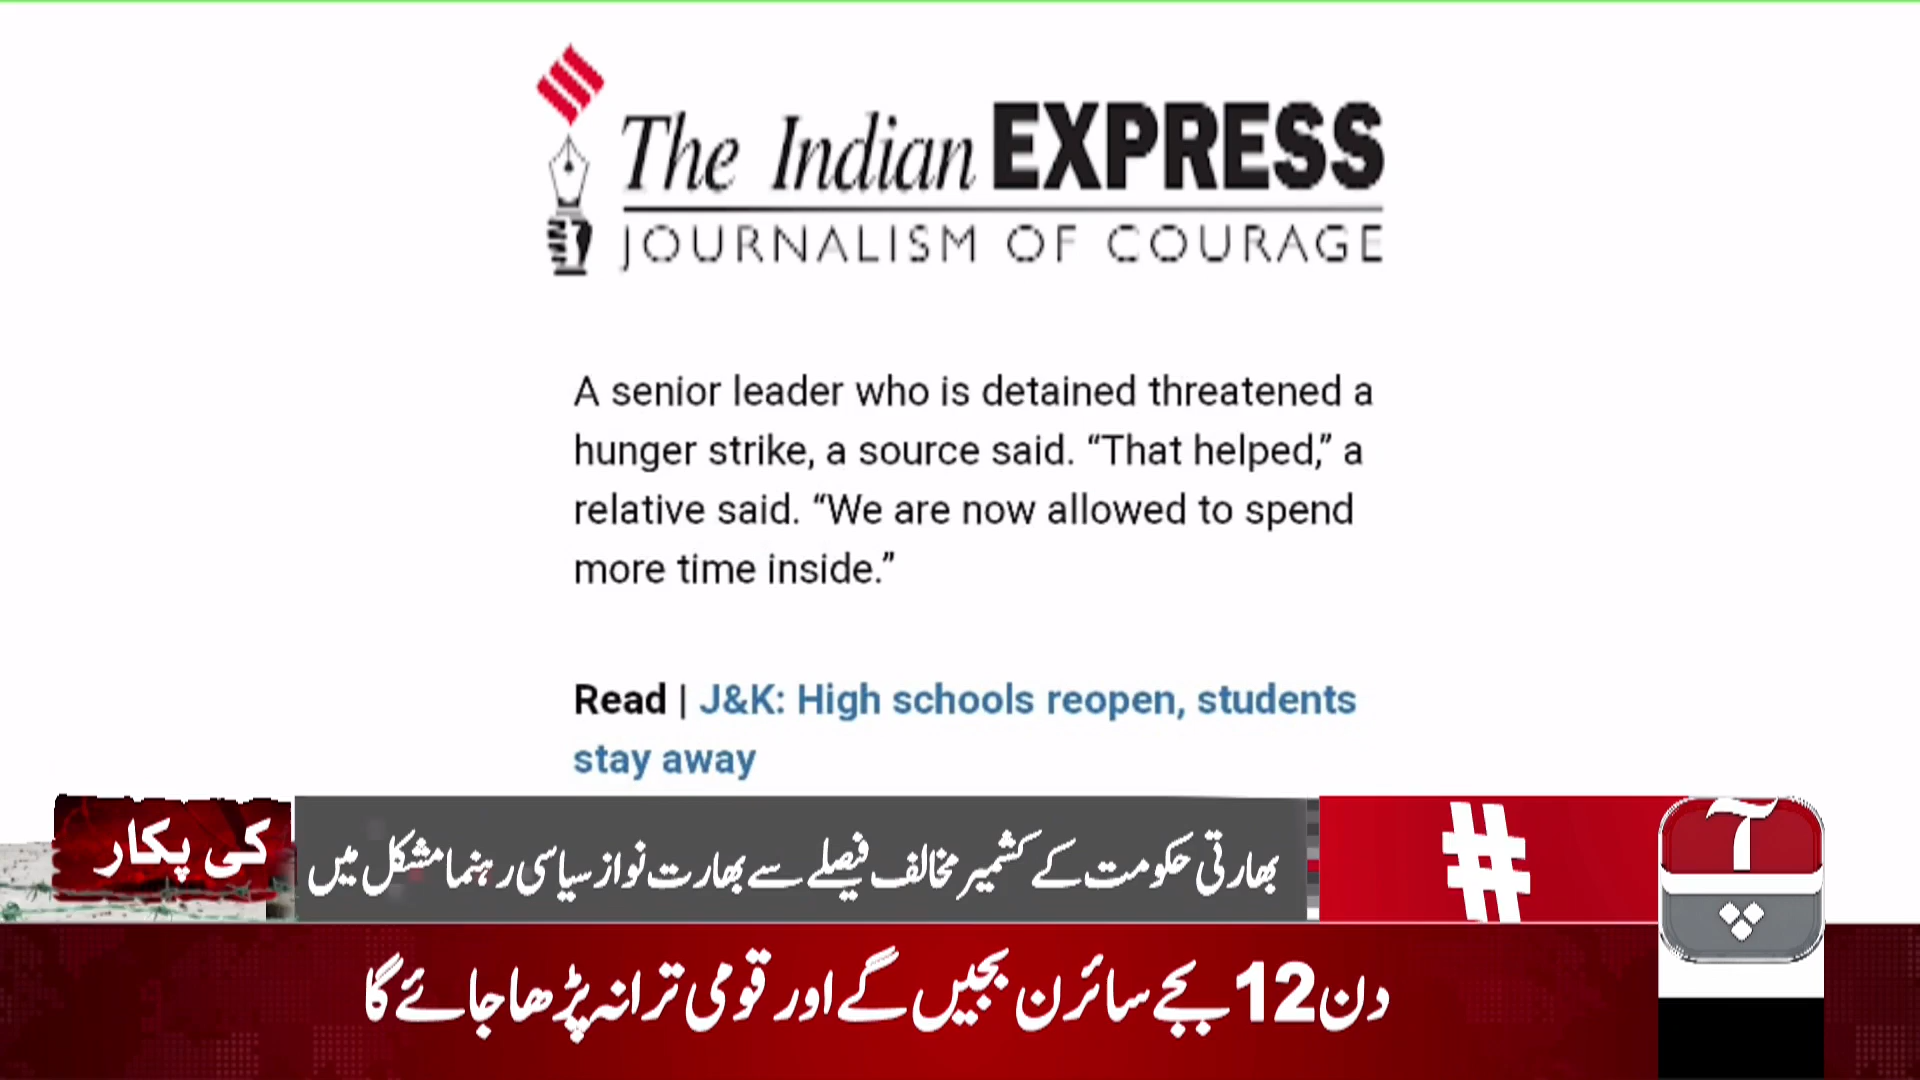 The Indian EXPRESS
JOURNALISM OF COURAGE
A senior leader who is detained threatened a
hunger strike, a source said. “That helped,” a
relative said. “We are now allowed to spend
more time inside.”
Read | J&K: High schools reopen, students
stay away
# بھارتی حکومت کے کشمیر مخالف فیصلے سے بھارت نواز سیاسی رہنما مشکل میں
کی پکار
آپ
دن 12 بجے سائرن بجیں گے اور قومی ترانہ پڑھا جائے گا